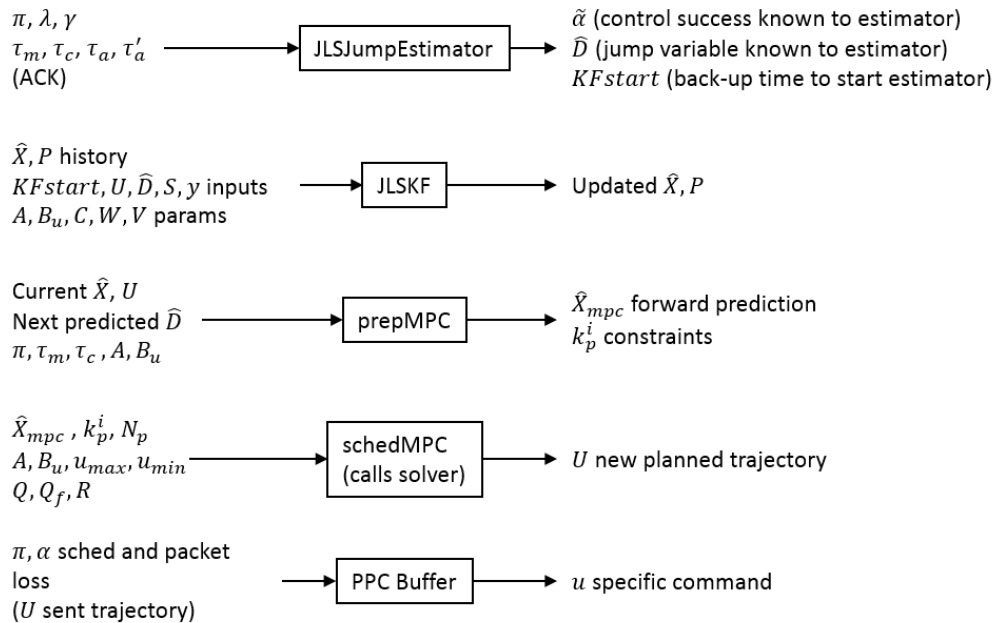 π, λ, γ
τ_m, τ_c, τ_a, τ′_a
(ACK)
JLSJumpEstimator
α̃ (control success known to estimator)
D̂ (jump variable known to estimator)
KFstart (back-up time to start estimator)
X̂, P history
KFstart, U, D̂, S, y inputs
A, B_u, C, W, V params
JLSKF
Updated X̂, P
Current X̂, U
Next predicted D̂
π, τ_m, τ_c , A, B_u
prepMPC
X̂_mpc forward prediction
k_p^i constraints
X̂_mpc , k_p^i, N_p
A, B_u, u_max, u_min
Q, Q_f, R
schedMPC
(calls solver)
U new planned trajectory
π, α sched and packet
loss
(U sent trajectory)
PPC Buffer
u specific command